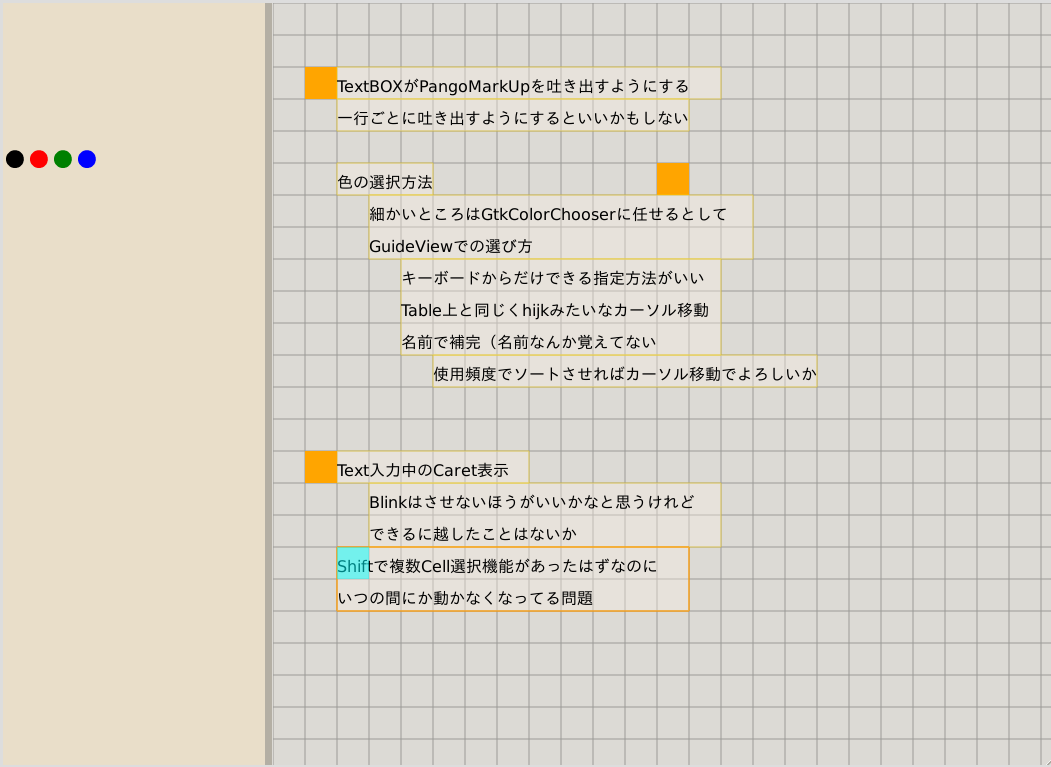 TextBOXがPangoMarkUpを吐き出すようにする
一行ごとに吐き出すようにするといいかもしない
色の選択方法
細かいところはGtkColorChooserに任せるとして
GuideViewでの選び方
キーボードからだけできる指定方法がいい
Table上と同じくhijkみたいなカーソル移動
名前で補完（名前なんか覚えてない
使用頻度でソートさせればカーソル移動でよろしいか
Text入力中のCaret表示
Blinkはさせないほうがいいかなと思うけれど
できるに越したことはないか
Shiftで複数Cell選択機能があったはずなのに
いつの間にか動かなくなってる問題